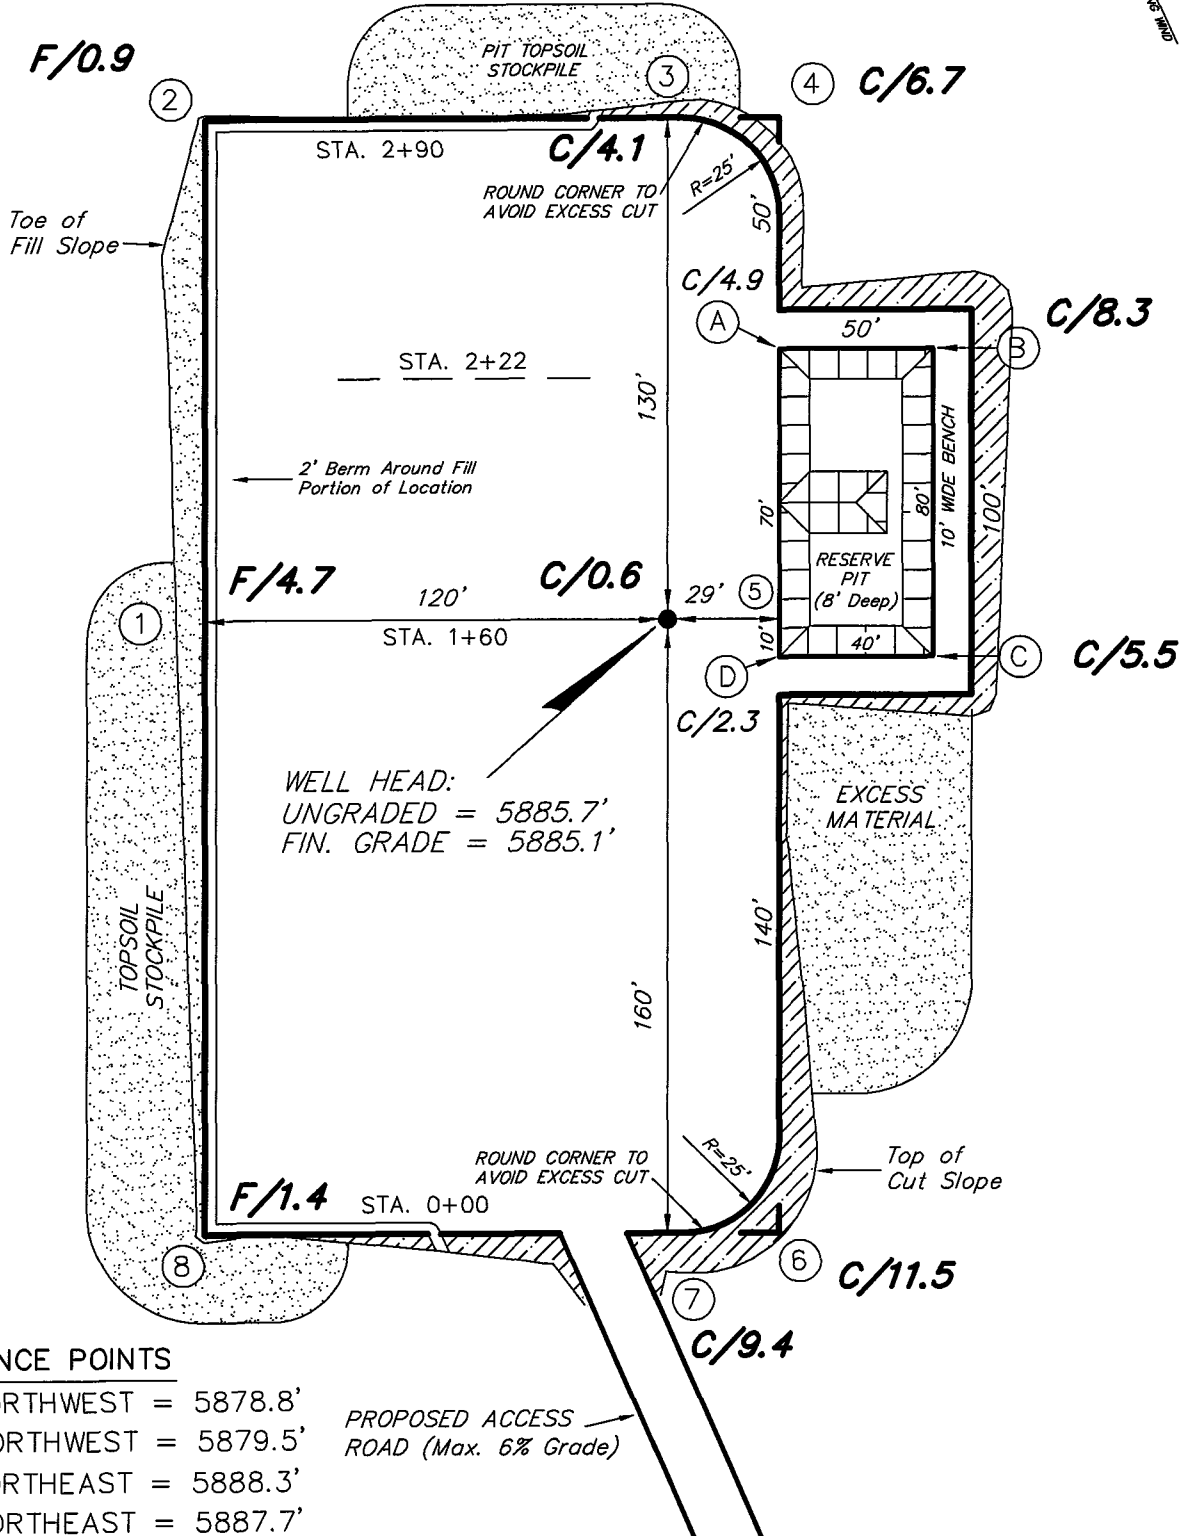 F/0.9
PIT TOPSOIL
STOCKPILE
2
3
4
C/6.7
STA. 2+90
C/4.1
ROUND CORNER TO
AVOID EXCESS CUT
R=25'
50'
Toe of
Fill Slope
C/4.9
A
50'
B
C/8.3
STA. 2+22
130'
2' Berm Around Fill
Portion of Location
70'
80'
10' WIDE BENCH
100'
RESERVE
PIT
(8' Deep)
F/4.7
C/0.6
120'
29'
5
1
STA. 1+60
10'
40'
D
C
C/5.5
C/2.3
WELL HEAD:
UNGRADED = 5885.7'
FIN. GRADE = 5885.1'
EXCESS
MATERIAL
TOPSOIL
STOCKPILE
140'
160'
ROUND CORNER TO
AVOID EXCESS CUT
R=25'
Top of
Cut Slope
F/1.4
STA. 0+00
8
6
C/11.5
7
C/9.4
NCE POINTS
RTHWEST = 5878.8'
ORTHWEST = 5879.5'
RTHEAST = 5888.3'
ORTHEAST = 5887.7'
PROPOSED ACCESS
ROAD (Max. 6% Grade)